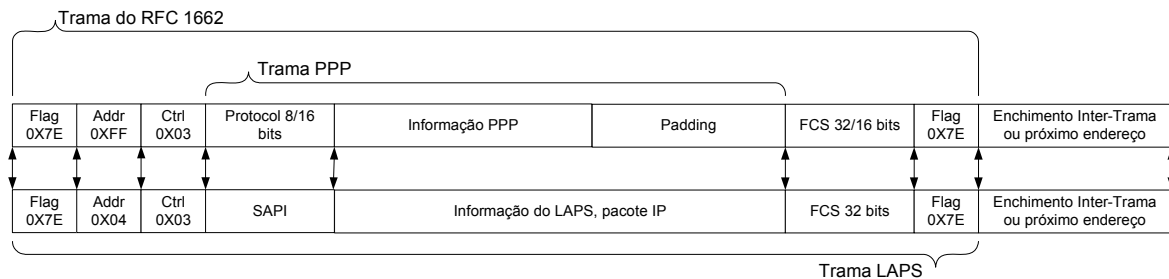 Trama do RFC 1662
Trama PPP
Flag
0X7E
Addr
0XFF
Ctrl
0X03
Protocol 8/16
bits
Informação PPP
Padding
FCS 32/16 bits
Flag
0X7E
Enchimento Inter-Trama
ou próximo endereço
Flag
0X7E
Addr
0X04
Ctrl
0X03
SAPI
Informação do LAPS, pacote IP
FCS 32 bits
Flag
0X7E
Enchimento Inter-Trama
ou próximo endereço
Trama LAPS